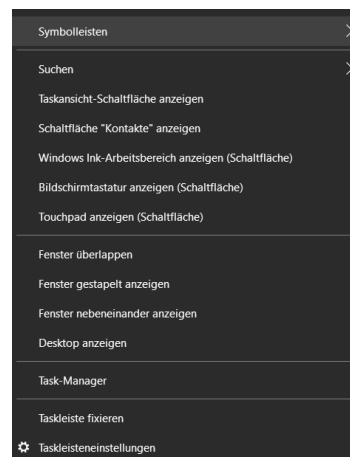 Symbolleisten
Suchen
Taskansicht-Schaltfläche anzeigen
Schaltfläche "Kontakte" anzeigen
Windows Ink-Arbeitsbereich anzeigen (Schaltfläche)
Bildschirmtastatur anzeigen (Schaltfläche)
Touchpad anzeigen (Schaltfläche)
Fenster überlappen
Fenster gestapelt anzeigen
Fenster nebeneinander anzeigen
Desktop anzeigen
Task-Manager
Taskleiste fixieren
Taskleisteneinstellungen